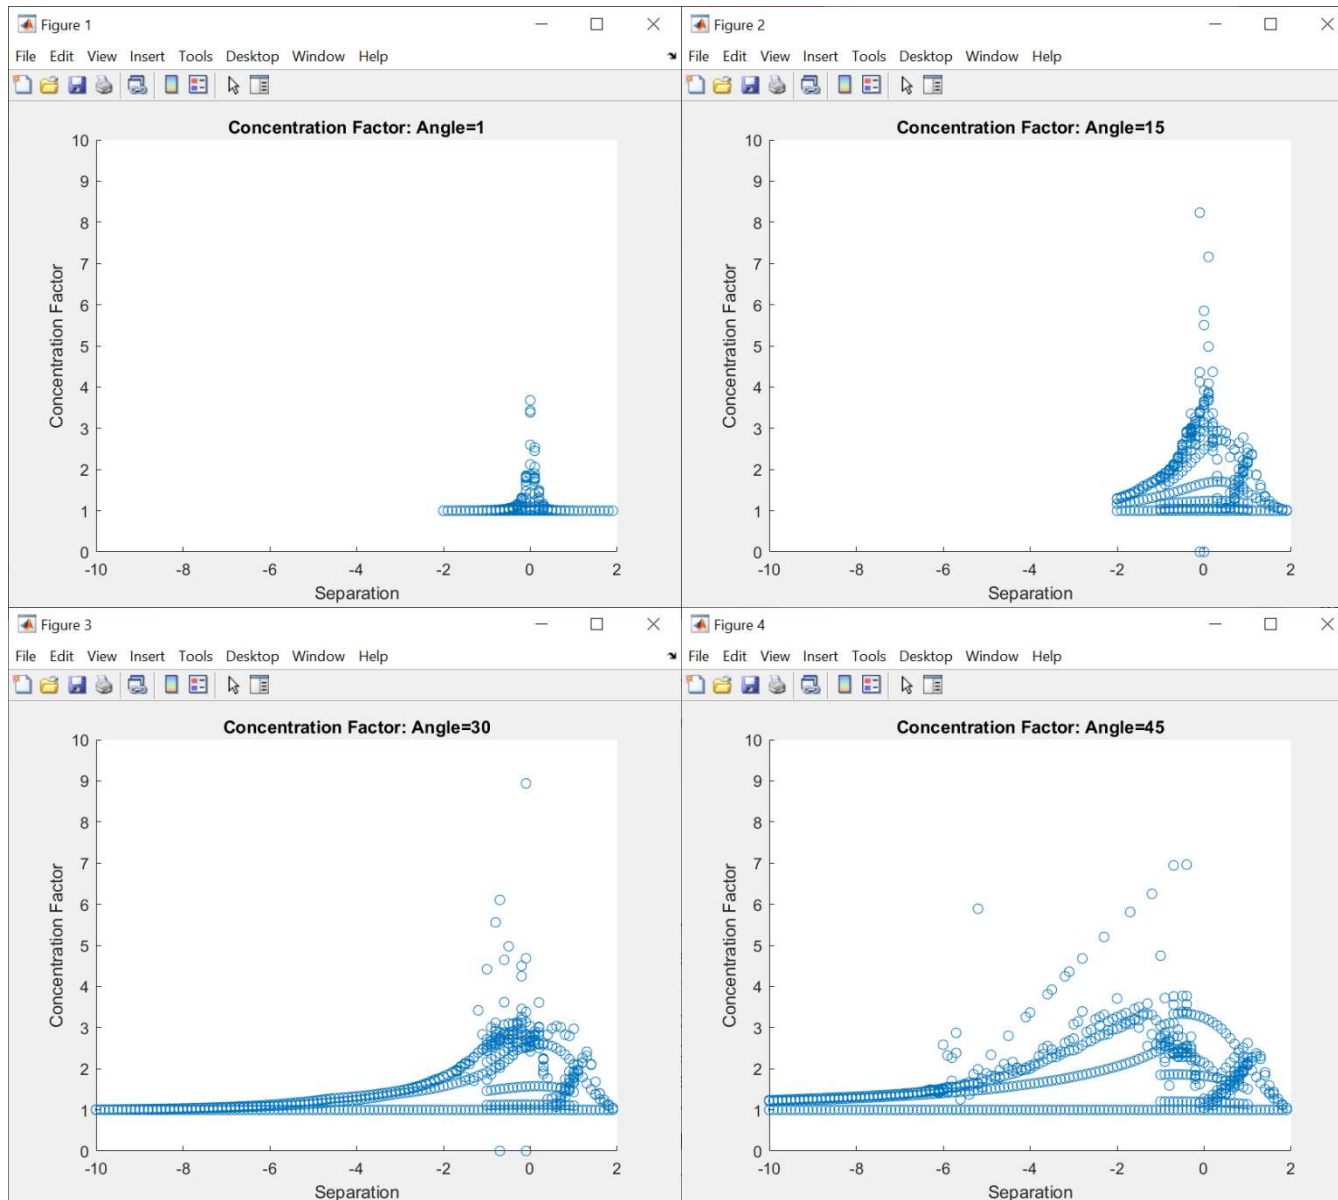 Figure 1
File Edit View Insert Tools Desktop Window Help
Concentration Factor: Angle=1
10
9
8
7
6
5
4
3
2
1
0
Concentration Factor
-10 -8 -6 -4 -2 0 2
Separation
Figure 2
File Edit View Insert Tools Desktop Window Help
Concentration Factor: Angle=15
10
9
8
7
6
5
4
3
2
1
0
Concentration Factor
-10 -8 -6 -4 -2 0 2
Separation
Figure 3
File Edit View Insert Tools Desktop Window Help
Concentration Factor: Angle=30
10
9
8
7
6
5
4
3
2
1
0
Concentration Factor
-10 -8 -6 -4 -2 0 2
Separation
Figure 4
File Edit View Insert Tools Desktop Window Help
Concentration Factor: Angle=45
10
9
8
7
6
5
4
3
2
1
0
Concentration Factor
-10 -8 -6 -4 -2 0 2
Separation